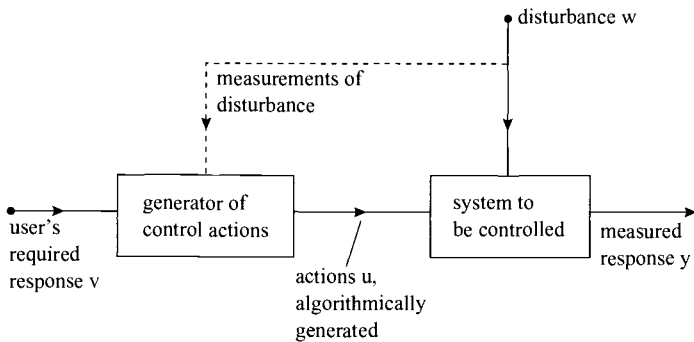 disturbance w
measurements of
disturbance
generator of
control actions
system to
be controlled
user's
required
response v
actions u,
algorithmically
generated
measured
response y